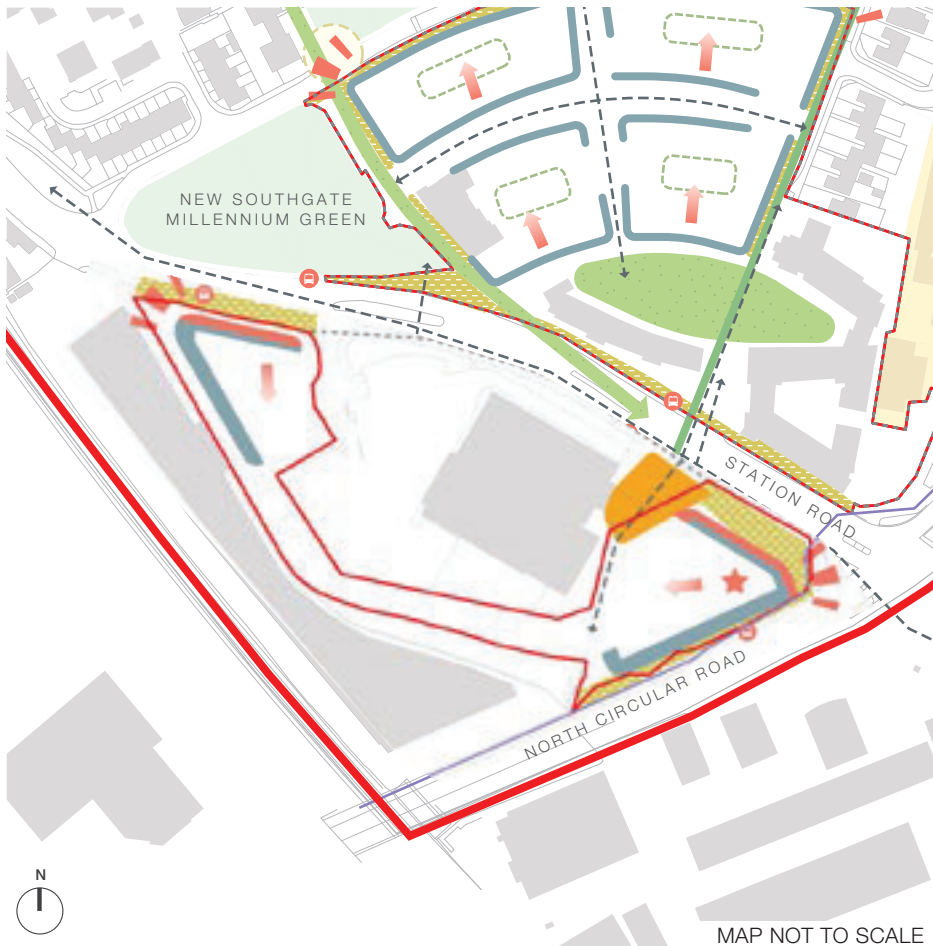 NEW SOUTHGATE
MILLENNIUM GREEN
STATION ROAD
NORTH CIRCULAR ROAD
N
MAP NOT TO SCALE